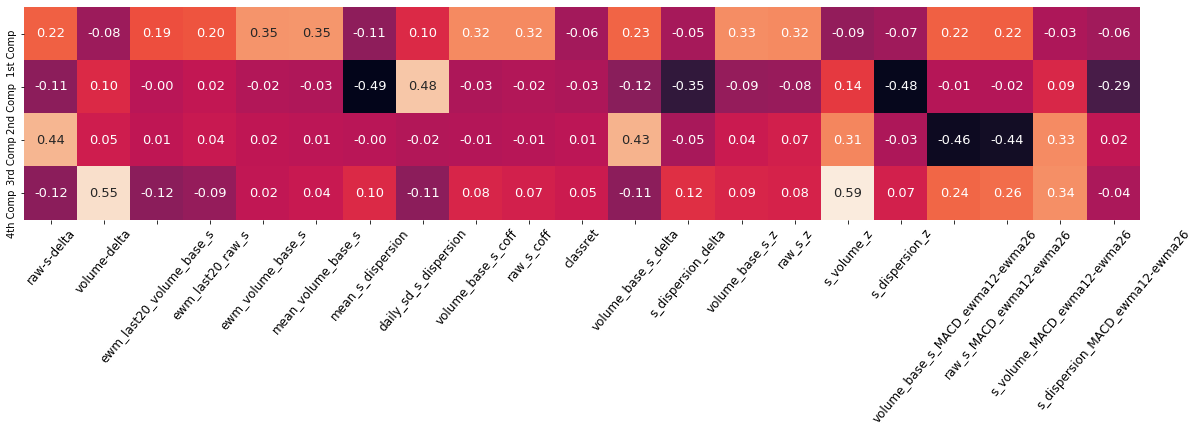 1st Comp 0.22 -0.08 0.19 0.20 0.35 0.35 -0.11 0.10 0.32 0.32 -0.06 0.23 -0.05 0.33 0.32 -0.09 -0.07 0.22 0.22 -0.03 -0.06
2nd Comp -0.11 0.10 -0.00 0.02 -0.02 -0.03 -0.49 0.48 -0.03 -0.02 -0.03 -0.12 -0.35 -0.09 -0.08 0.14 -0.48 -0.01 -0.02 0.09 -0.29
3rd Comp 0.44 0.05 0.01 0.04 0.02 0.01 -0.00 -0.02 -0.01 -0.01 0.01 0.43 -0.05 0.04 0.07 0.31 -0.03 -0.46 -0.44 0.33 0.02
4th Comp -0.12 0.55 -0.12 -0.09 0.02 0.04 0.10 -0.11 0.08 0.07 0.05 -0.11 0.12 0.09 0.08 0.59 0.07 0.24 0.26 0.34 -0.04
raw-s-delta
volume-delta
ewm_last20_volume_base_s
ewm_last20_raw_s
ewm_volume_base_s
mean_volume_base_s
mean_s_dispersion
daily_sd_s_dispersion
volume_base_s_coff
raw_s_coff
classret
volume_base_s_delta
s_dispersion_delta
volume_base_s_z
raw_s_z
s_volume_z
s_dispersion_z
volume_base_s_MACD_ewma12-ewma26
raw_s_MACD_ewma12-ewma26
s_volume_MACD_ewma12-ewma26
s_dispersion_MACD_ewma12-ewma26